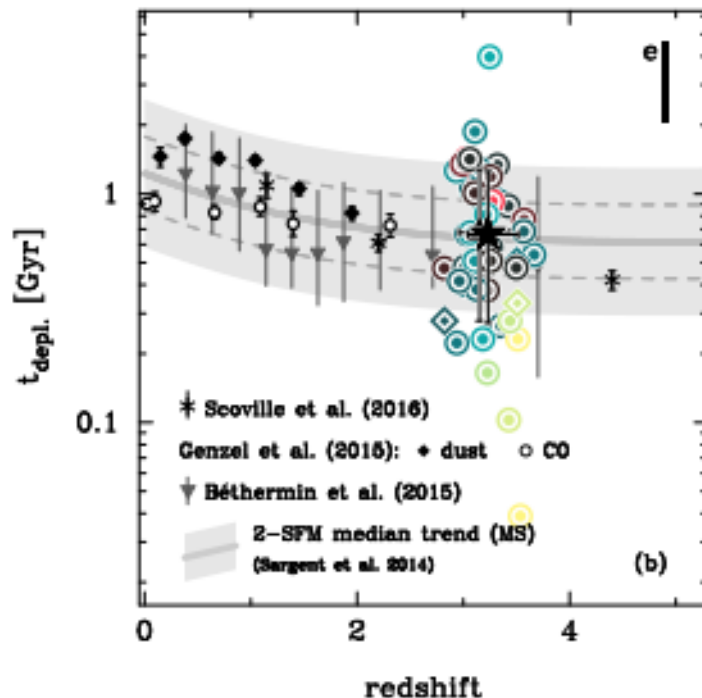 e
1
0.1
t_depl. [Gyr]
Scoville et al. (2016)
Genzel et al. (2015): dust CO
Béthermin et al. (2015)
2-SFM median trend (MS)
(Sargent et al. 2014)
(b)
0 2 4
redshift